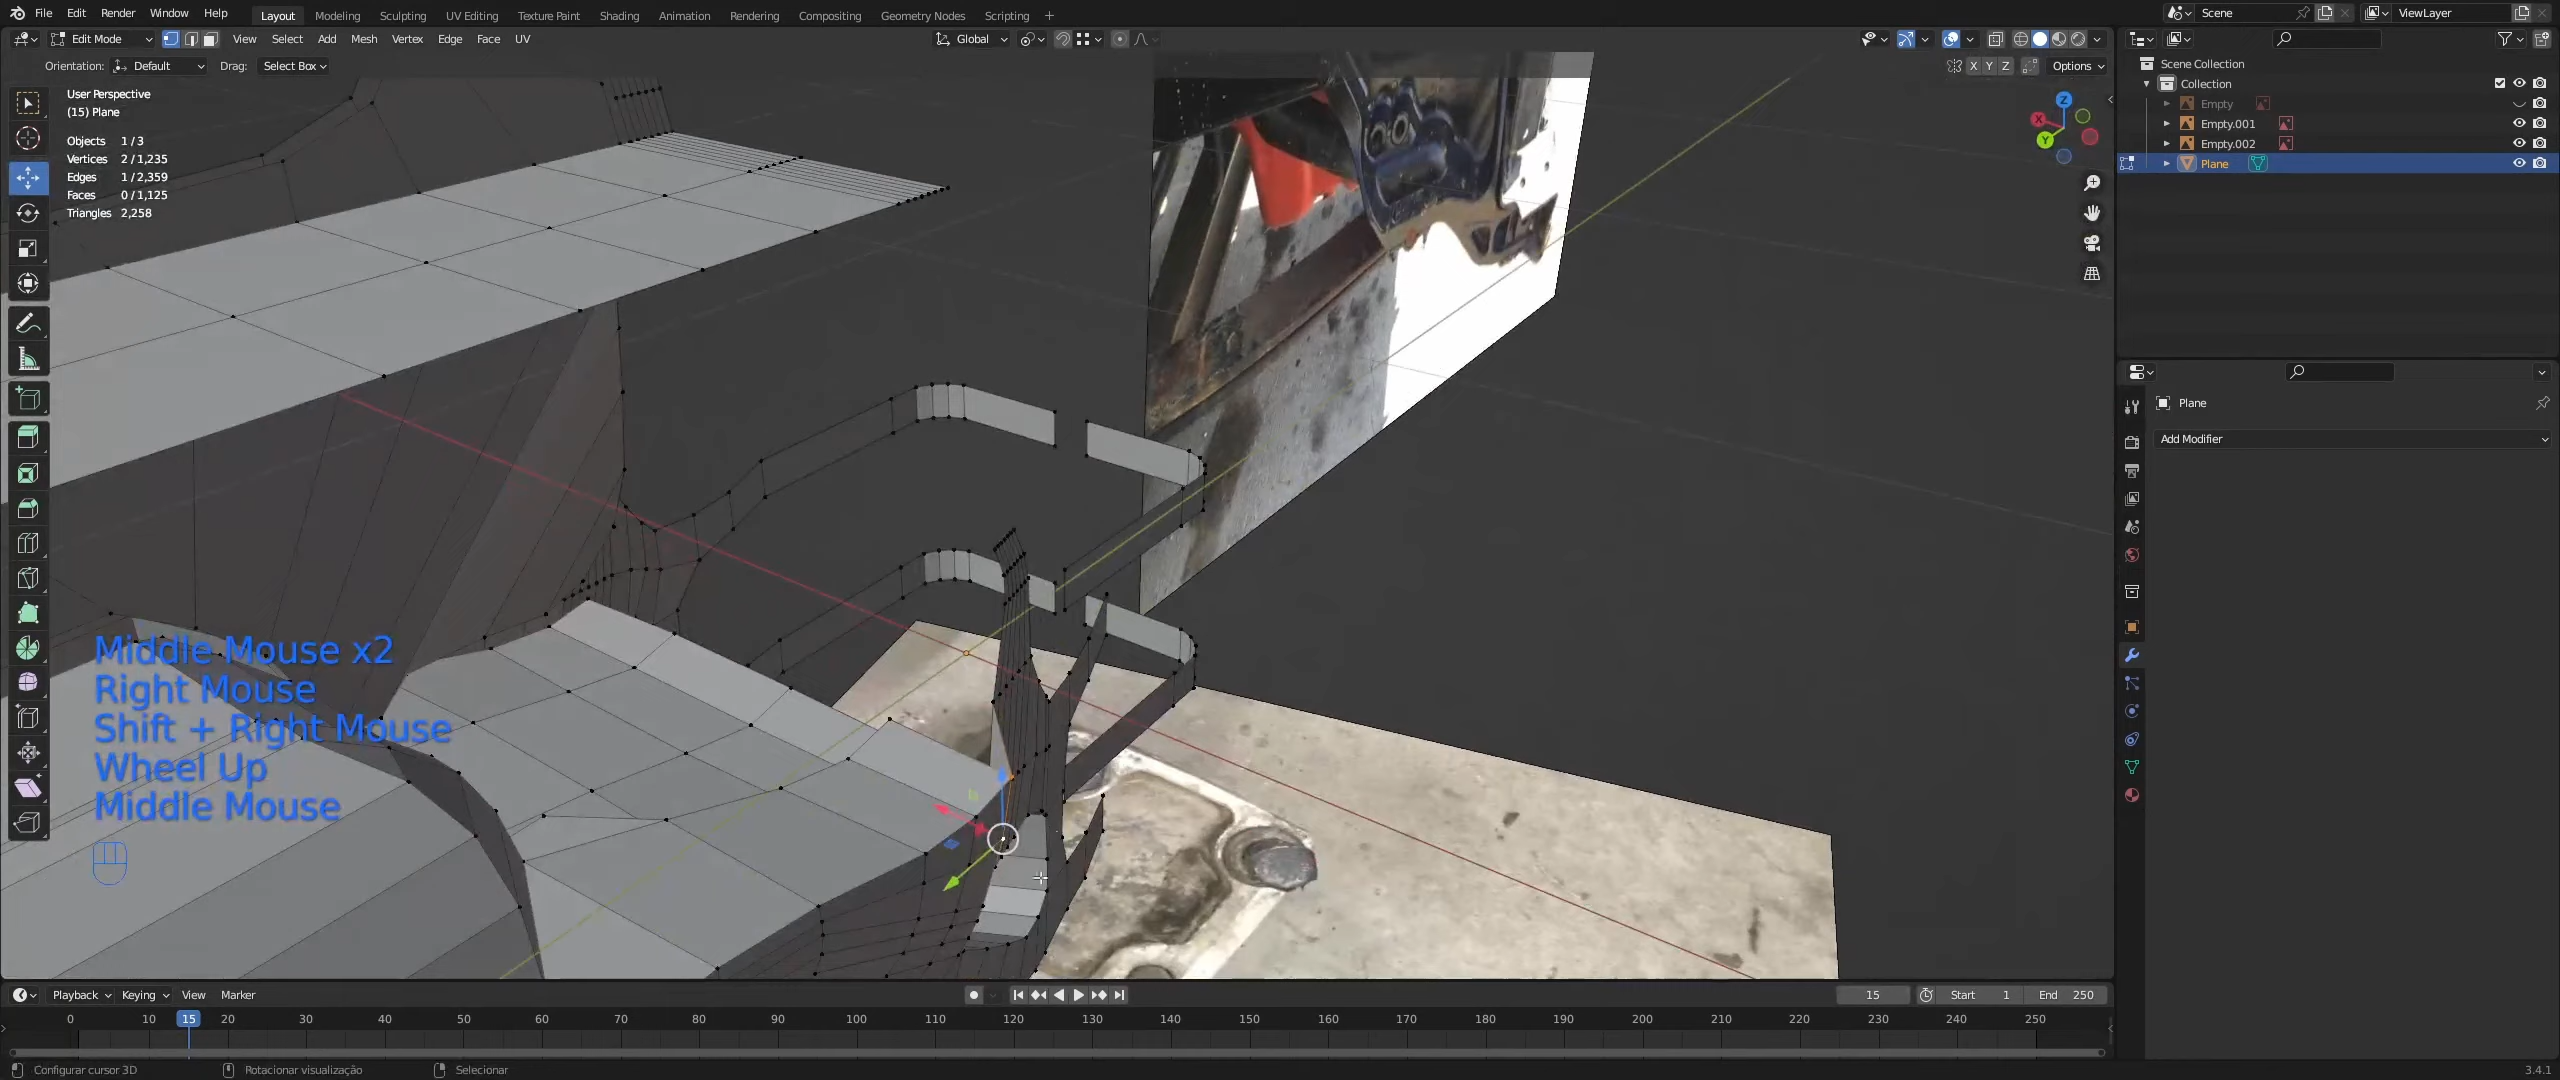 File Edit Render Window Help Layout Modeling Sculpting UV Editing Texture Paint Shading Animation Rendering Compositing Geometry Nodes Scripting + Scene ViewLayer
Edit Mode View Select Add Mesh Vertex Edge Face UV Global
Orientation: Default Drag: Select Box X Y Z Options
Scene Collection
Collection
Empty
Empty.001
Empty.002
Plane
User Perspective
(15) Plane
Objects 1/3
Vertices 2/1,235
Edges 1/2,359
Faces 0/1,125
Triangles 2,258
Z
X
Y
Plane
Add Modifier
Middle Mouse x2
Right Mouse
Shift + Right Mouse
Wheel Up
Middle Mouse
Playback Keying View Marker 15 Start 1 End 250
0 10 15 20 30 40 50 60 70 80 90 100 110 120 130 140 150 160 170 180 190 200 210 220 230 240 250
Configurar cursor 3D Rotacionar visualização Selecionar 3.4.1